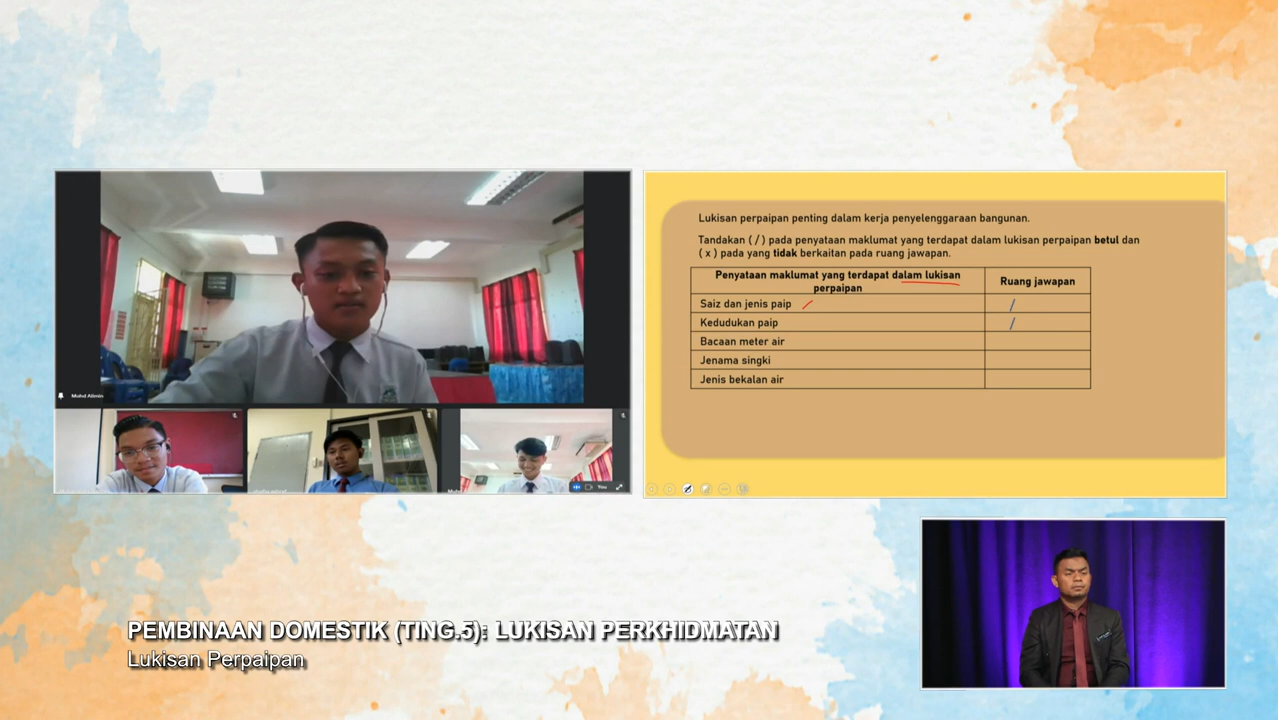 Lukisan perpaipan penting dalam kerja penyelenggaraan bangunan.
Tandakan ( / ) pada penyataan maklumat yang terdapat dalam lukisan perpaipan betul dan
( x ) pada yang tidak berkaitan pada ruang jawapan.
Penyataan maklumat yang terdapat dalam lukisan
perpaipan
Ruang jawapan
Saiz dan jenis paip /
/
Kedudukan paip
/
Bacaan meter air
Jenama singki
Jenis bekalan air
Mohd Alimin
You
PEMBINAAN DOMESTIK (TING.5): LUKISAN PERKHIDMATAN
Lukisan Perpaipan